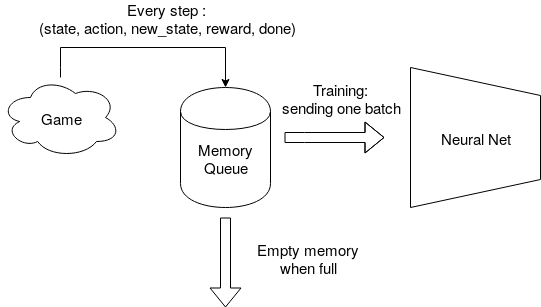 Every step :
(state, action, new_state, reward, done)
Game
Memory
Queue
Training:
sending one batch
Neural Net
Empty memory
when full